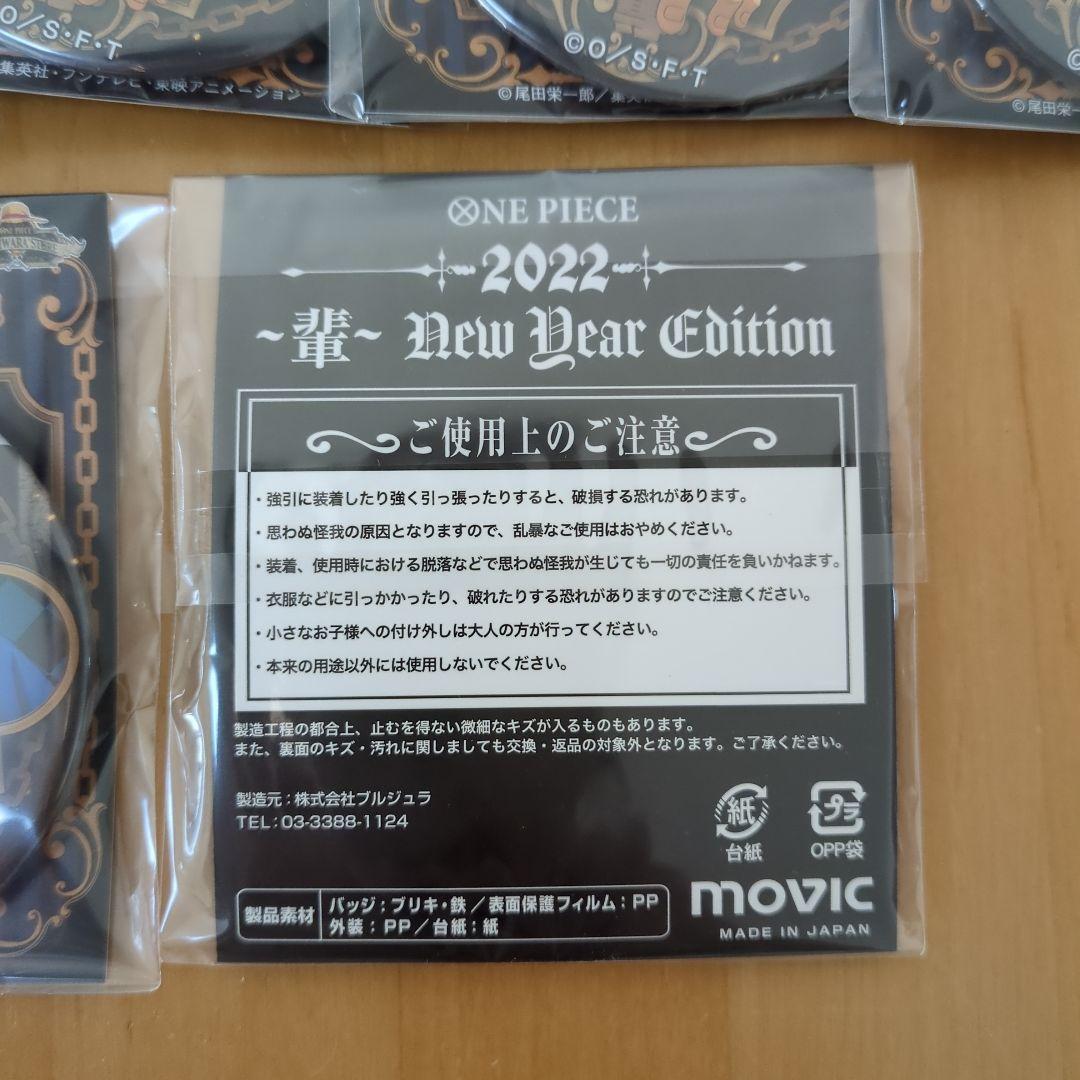 ©O/S·F·T
集英社・フジテレビ・東映アニメーション
©O/S·F·T
©尾田栄一郎／集英
アニメー
©
©尾田栄一
ONE PIECE
ONE PIECE
2022
~輩~ New Year Edition
ご使用上のご注意
・強引に装着したり強く引っ張ったりすると、破損する恐れがあります。
・思わぬ怪我の原因となりますので、乱暴なご使用はおやめください。
・装着、使用時における脱落などで思わぬ怪我が生じても一切の責任を負いかねます。
・衣服などに引っかかったり、破れたりする恐れがありますのでご注意ください。
・小さなお子様への付け外しは大人の方が行ってください。
・本来の用途以外には使用しないでください。
製造工程の都合上、止むを得ない微細なキズが入るものもあります。
また、裏面のキズ・汚れに関しましても交換・返品の対象外となります。ご了承ください。
製造元：株式会社ブルジュラ
TEL：03-3388-1124
紙
台紙
プラ
OPP袋
製品素材
バッジ：ブリキ・鉄／表面保護フィルム：PP
外装：PP／台紙：紙
movic
MADE IN JAPAN